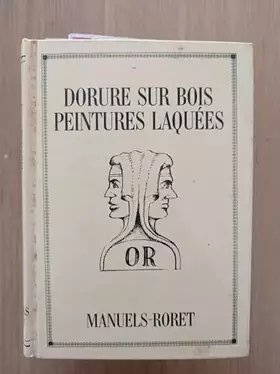 DORURE SUR BOIS
PEINTURES LAQUÉES
OR
MANUELS-RORET